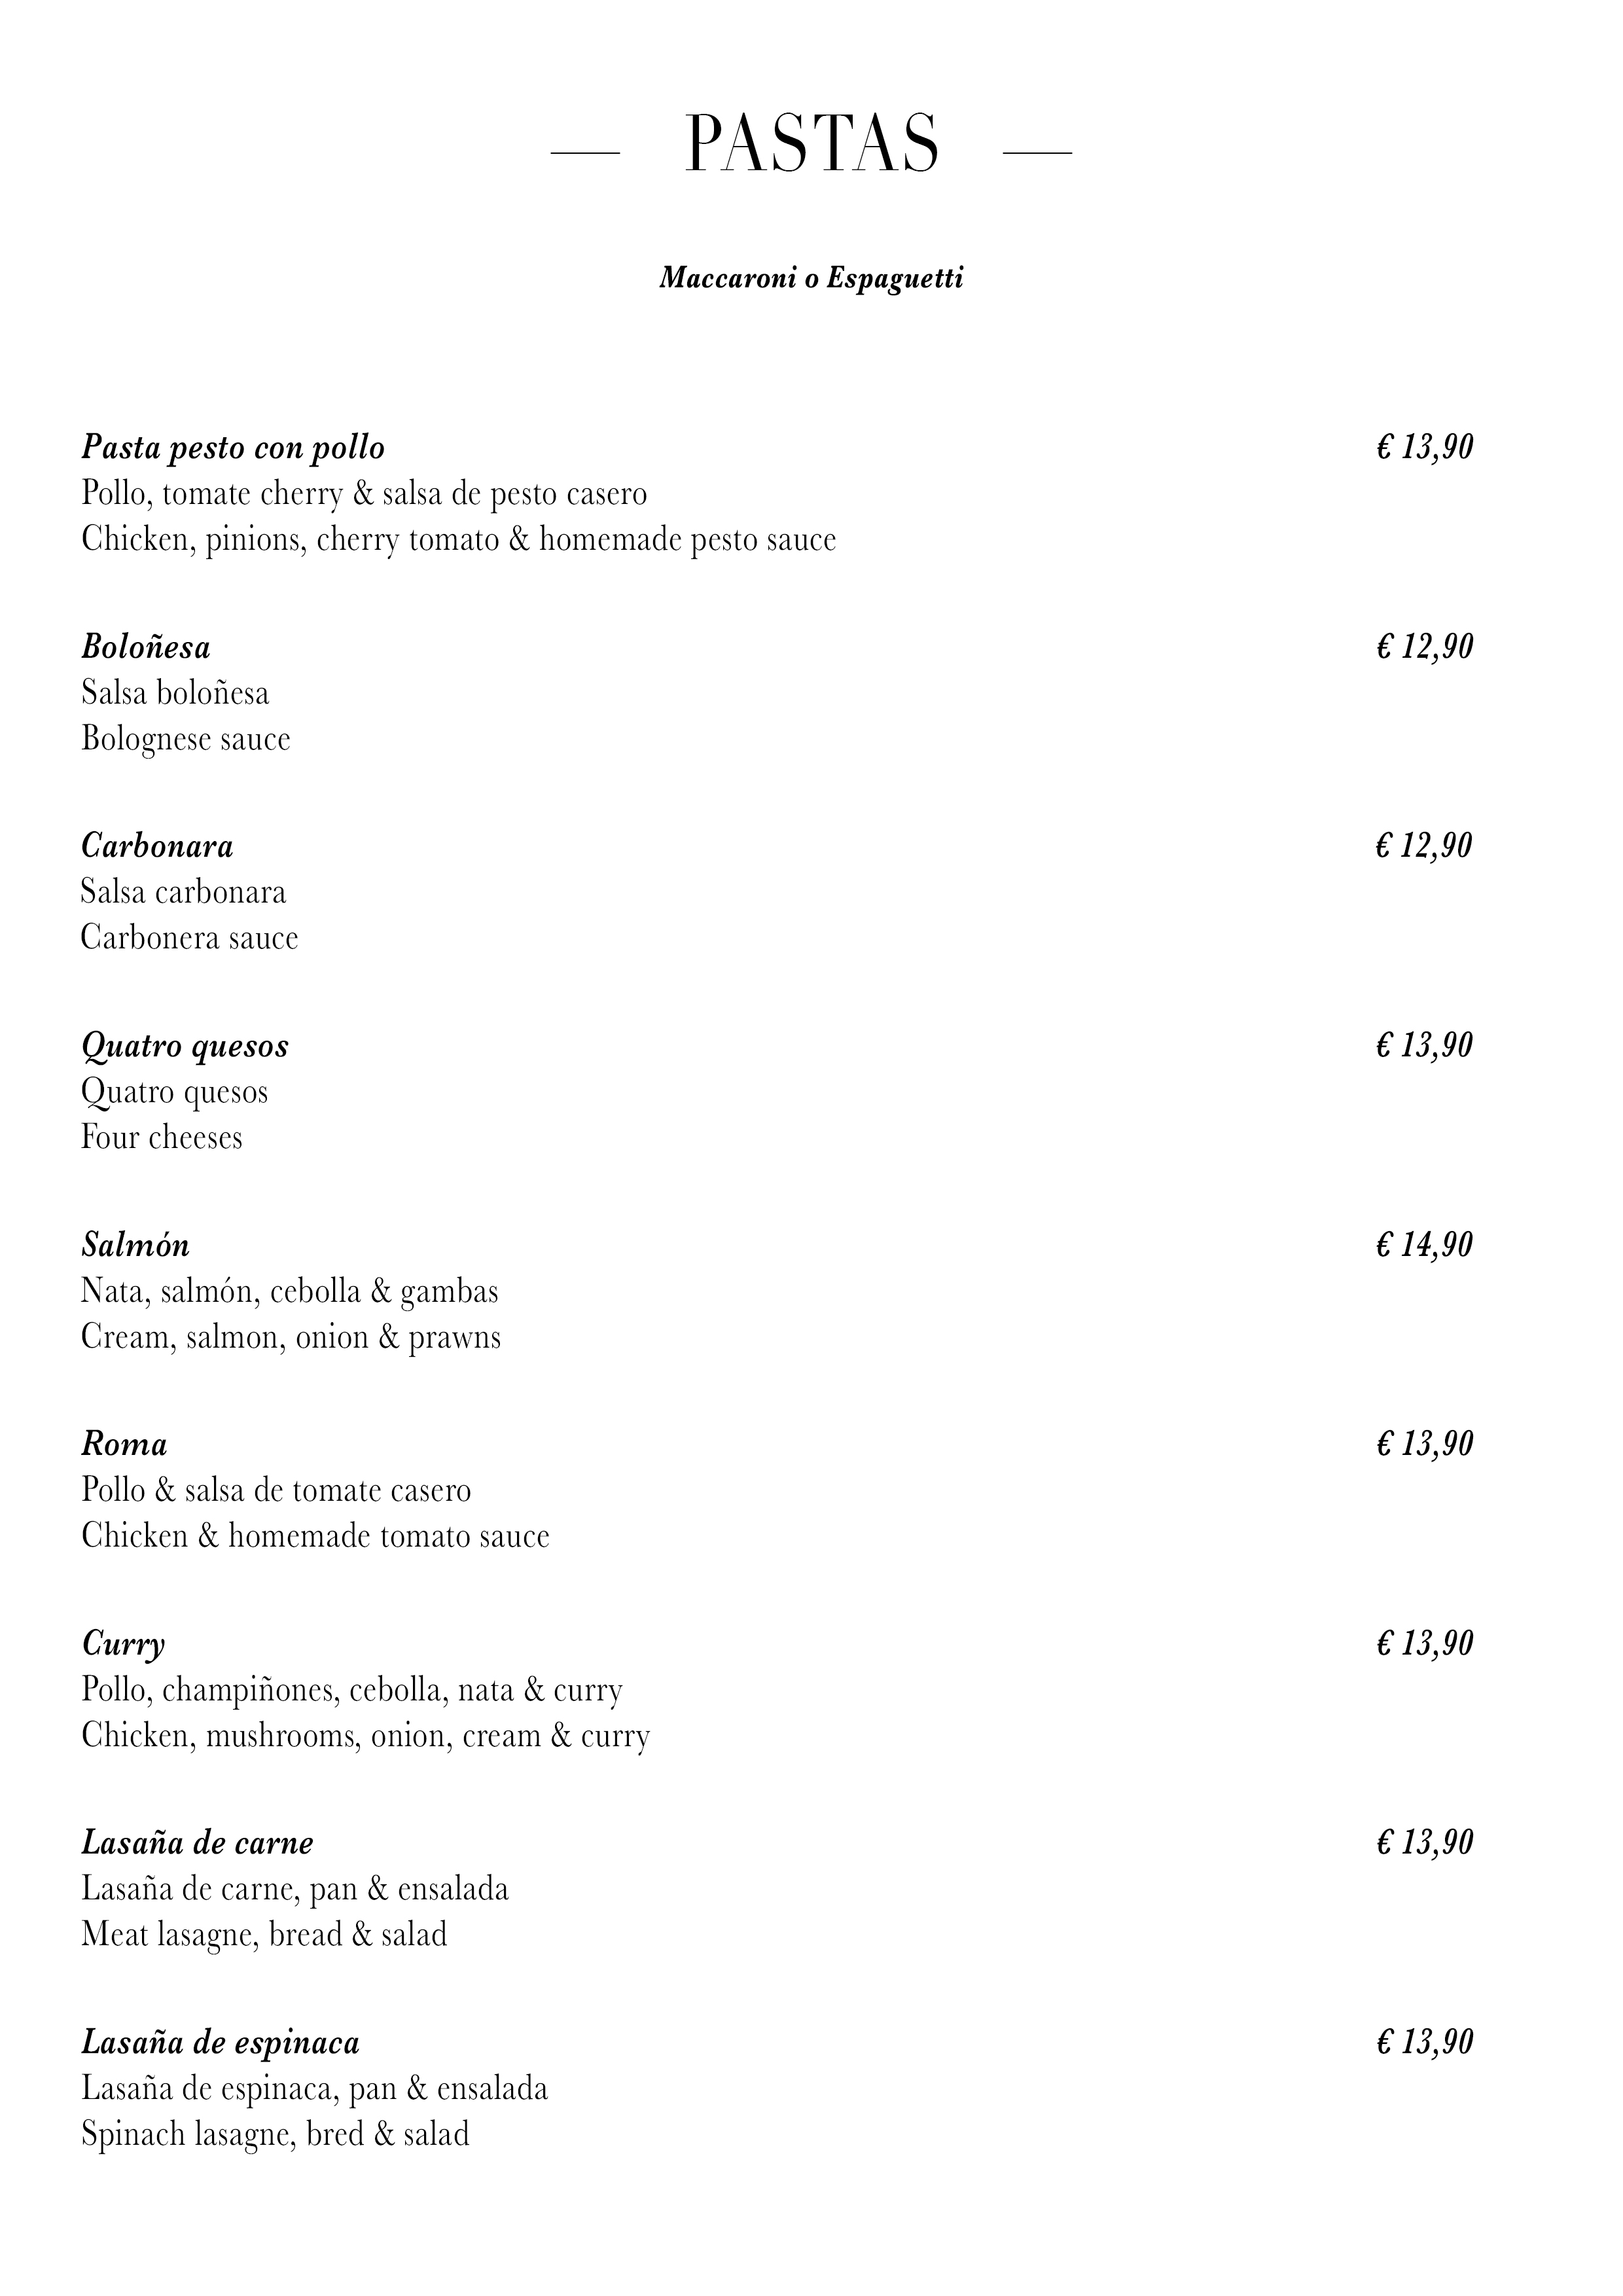 PASTAS
Maccaroni o Espaguetti
Pasta pesto con pollo € 13,90
Pollo, tomate cherry & salsa de pesto casero
Chicken, pinions, cherry tomato & homemade pesto sauce
Boloñesa € 12,90
Salsa boloñesa
Bolognese sauce
Carbonara € 12,90
Salsa carbonara
Carbonera sauce
Quatro quesos € 13,90
Quatro quesos
Four cheeses
Salmón € 14,90
Nata, salmón, cebolla & gambas
Cream, salmon, onion & prawns
Roma € 13,90
Pollo & salsa de tomate casero
Chicken & homemade tomato sauce
Curry € 13,90
Pollo, champiñones, cebolla, nata & curry
Chicken, mushrooms, onion, cream & curry
Lasaña de carne € 13,90
Lasaña de carne, pan & ensalada
Meat lasagne, bread & salad
Lasaña de espinaca € 13,90
Lasaña de espinaca, pan & ensalada
Spinach lasagne, bred & salad